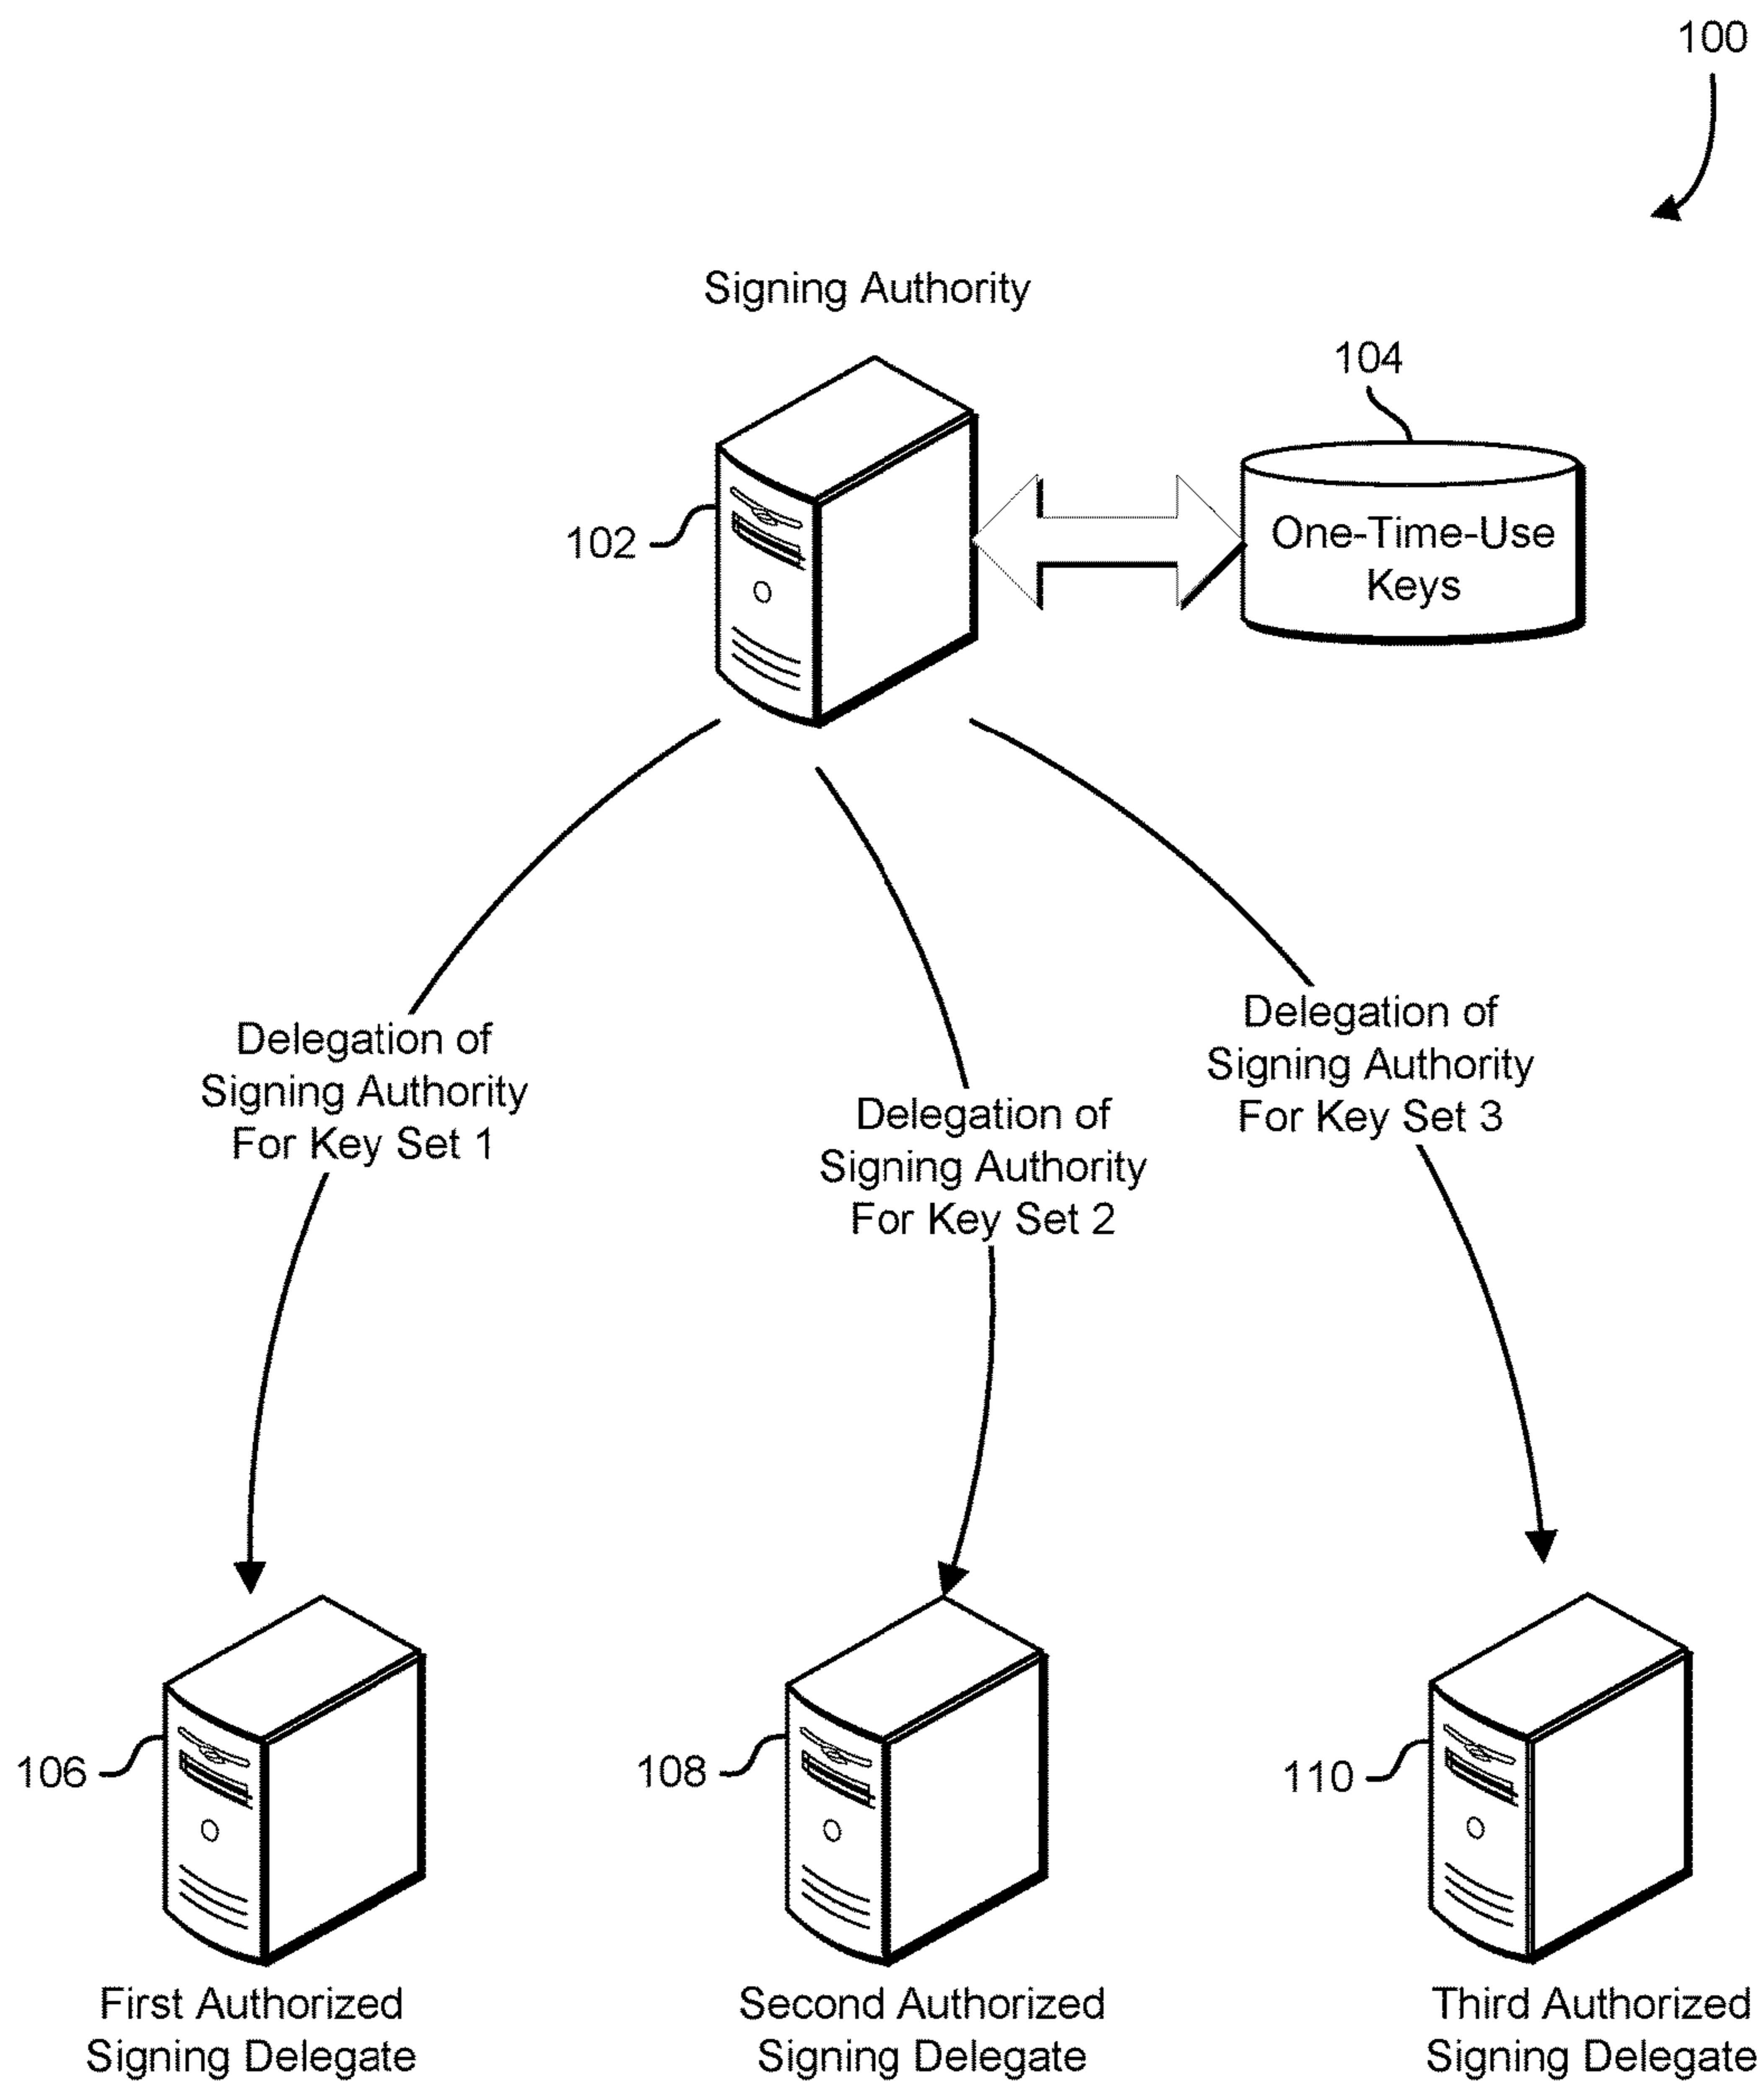 100
Signing Authority
104
One-Time-Use
Keys
102
Delegation of
Signing Authority
For Key Set 1
Delegation of
Signing Authority
For Key Set 2
Delegation of
Signing Authority
For Key Set 3
106
108
110
First Authorized
Signing Delegate
Second Authorized
Signing Delegate
Third Authorized
Signing Delegate